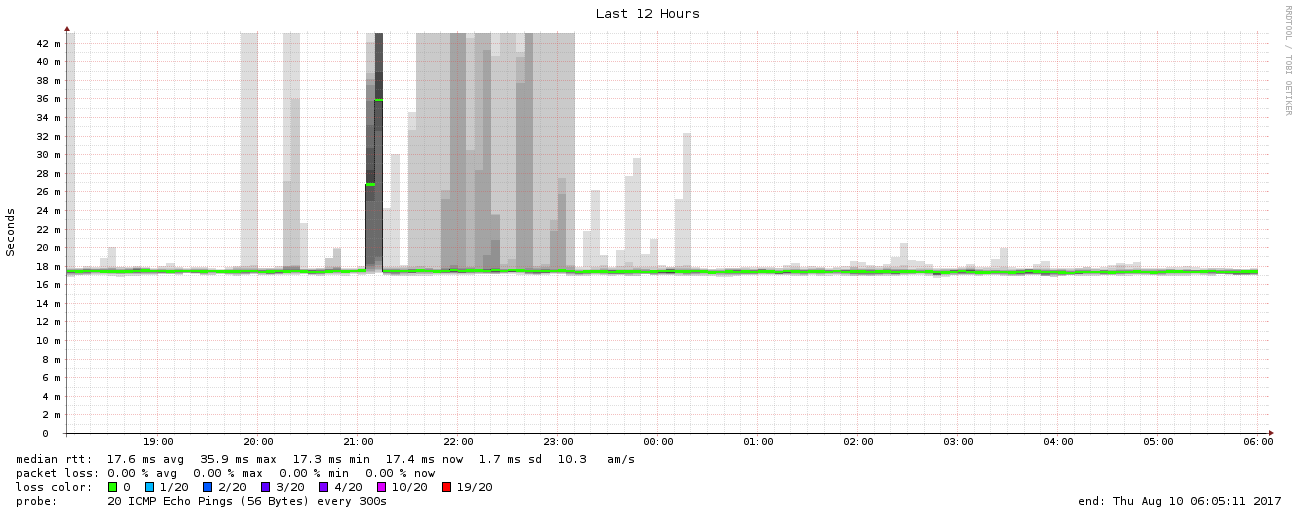 Last 12 Hours
RRDTOOL / TOBI OETIKER
Seconds
42 m
40 m
38 m
36 m
34 m
32 m
30 m
28 m
26 m
24 m
22 m
20 m
18 m
16 m
14 m
12 m
10 m
8 m
6 m
4 m
2 m
0
19:00 20:00 21:00 22:00 23:00 00:00 01:00 02:00 03:00 04:00 05:00 06:00
median rtt: 17.6 ms avg 35.9 ms max 17.3 ms min 17.4 ms now 1.7 ms sd 10.3 am/s
packet loss: 0.00 % avg 0.00 % max 0.00 % min 0.00 % now
loss color: 0 1/20 2/20 3/20 4/20 10/20 19/20
probe: 20 ICMP Echo Pings (56 Bytes) every 300s end: Thu Aug 10 06:05:11 2017